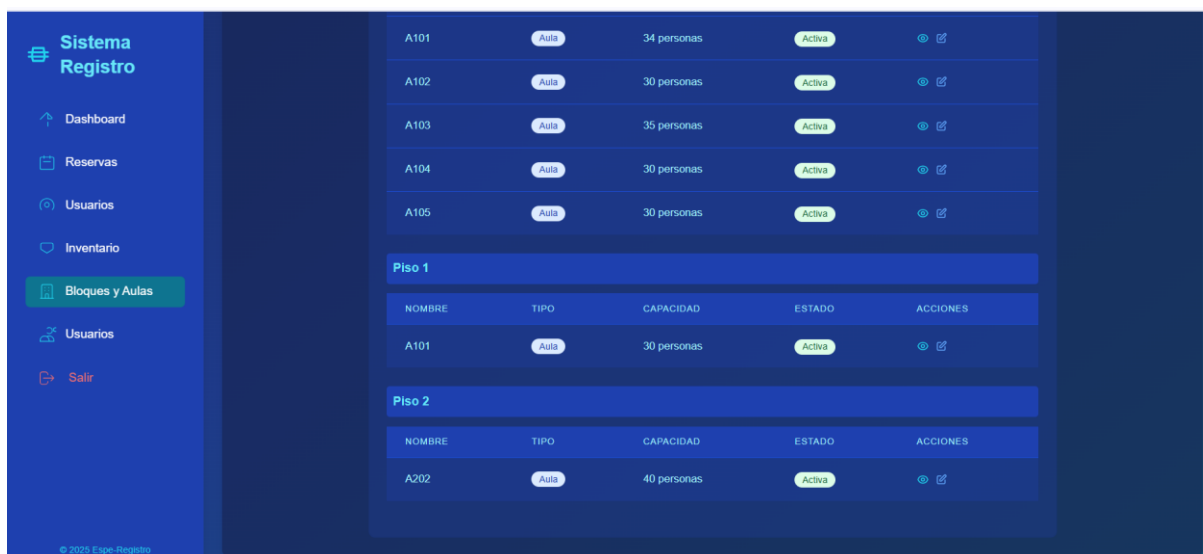 Sistema
Registro
Dashboard
Reservas
Usuarios
Inventario
Bloques y Aulas
Usuarios
Salir
© 2025 Espe-Registro
A101 Aula 34 personas Activa
A102 Aula 30 personas Activa
A103 Aula 35 personas Activa
A104 Aula 30 personas Activa
A105 Aula 30 personas Activa
Piso 1
NOMBRE TIPO CAPACIDAD ESTADO ACCIONES
A101 Aula 30 personas Activa
Piso 2
NOMBRE TIPO CAPACIDAD ESTADO ACCIONES
A202 Aula 40 personas Activa